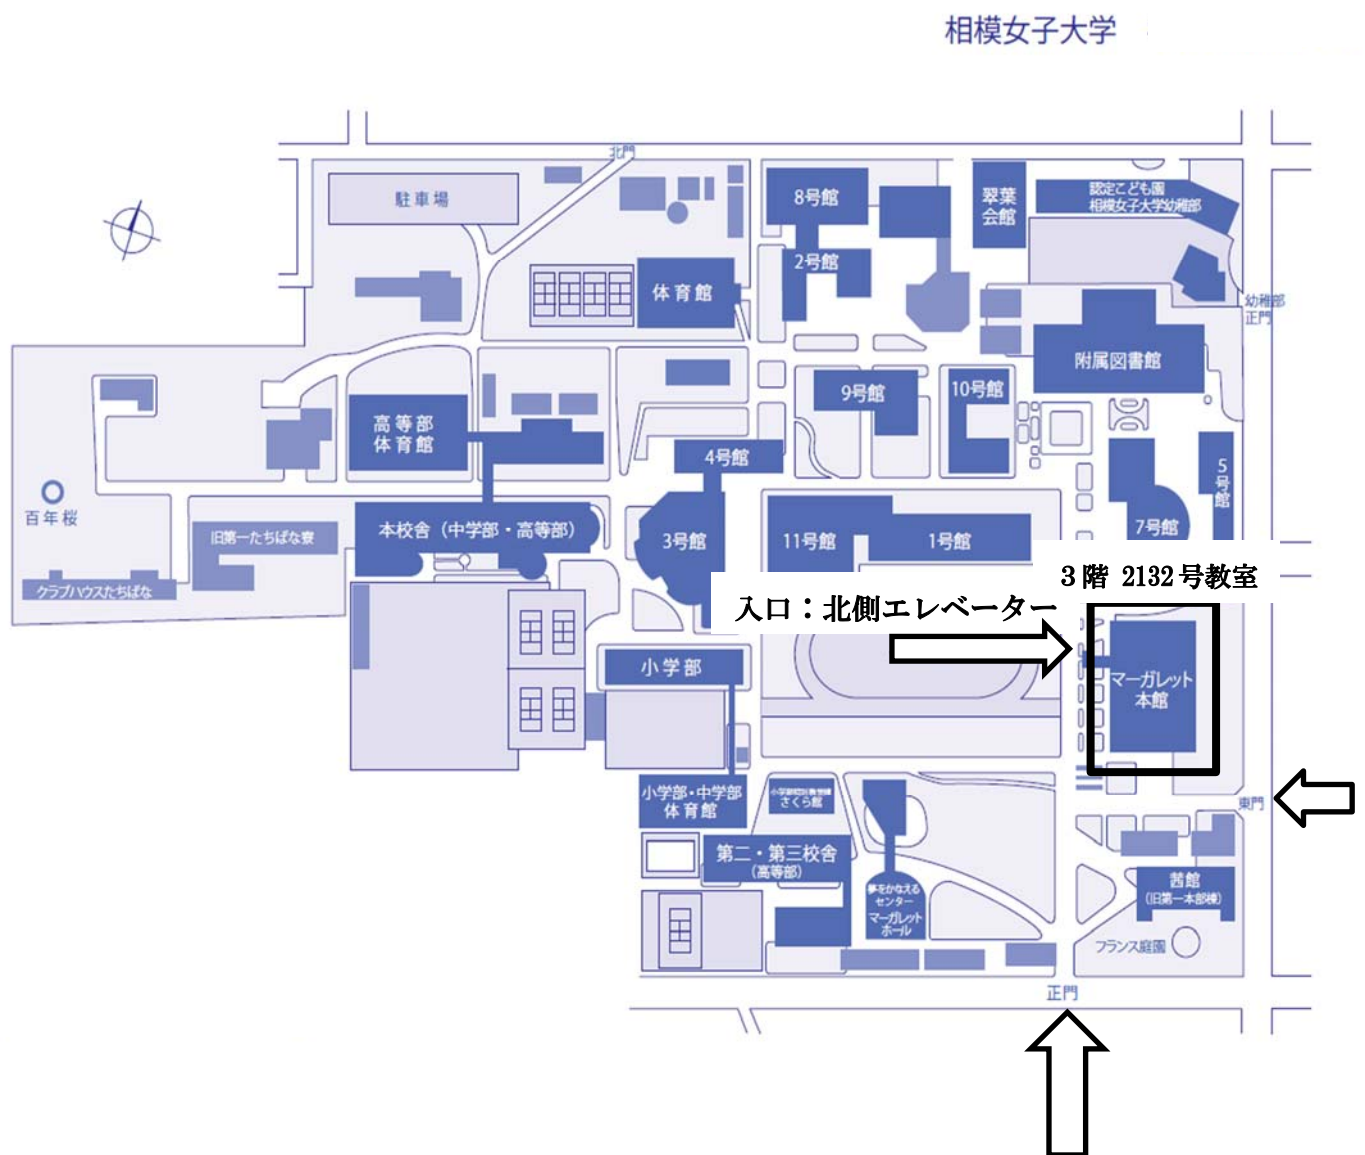 相模女子大学
北門
駐車場
8号館
翠葉
会館
認定こども園
相模女子大学幼稚部
2号館
体育館
幼稚部
正門
附属図書館
9号館
10号館
高等部
体育館
4号館
5号館
百年桜
旧第一たちばな寮
本校舎（中学部・高等部）
3号館
11号館
1号館
7号館
クラブハウスたちばな
3階 2132号教室
入口：北側エレベーター
小学部
マーガレット
本館
小学部・中学部
体育館
さくら館
東門
第二・第三校舎
（高等部）
夢をかなえる
センター
マーガレット
ホール
茜館
（旧第一本部棟）
フランス庭園
正門